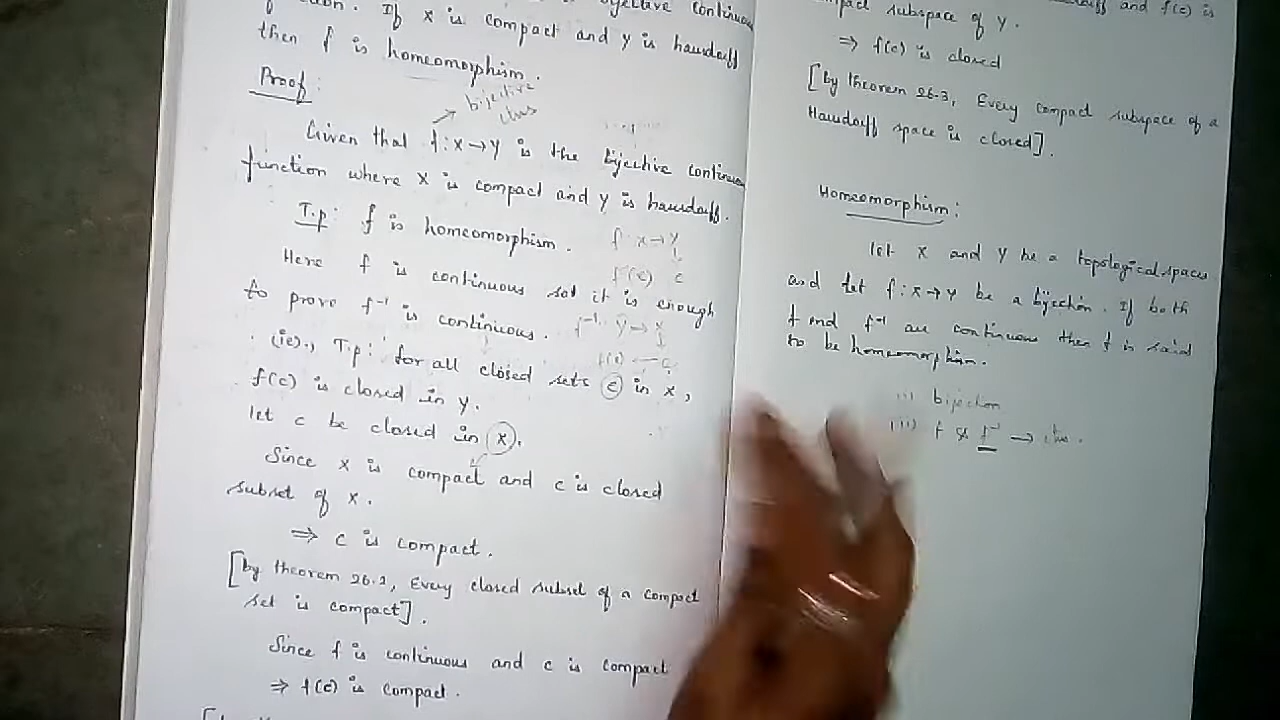 If X is compact and Y is hausdorff
then f is homeomorphism.
Proof:
bijective
cbus
Given that f: X→Y is the bijective continuous
function where X is compact and Y is hausdorff.
T.p: f is homeomorphism.
f: X→Y
f(c) c
Here f is continuous so it is enough
to prove f⁻¹ is continuous.
f⁻¹: Y→X
f(c) ← c
(ie)., T.p: for all closed sets c in X,
f(c) is closed in Y.
let c be closed in X.
Since X is compact and c is closed
subset of X.
⇒ c is compact.
[by theorem 26.2, Every closed subset of a compact
set is compact].
Since f is continuous and c is compact
⇒ f(c) is compact.
and f(c) is
subspace of Y.
⇒ f(c) is closed
[by theorem 26.3, Every compact subspace of a
Hausdorff space is closed].
Homeomorphism:
let X and Y be a topological spaces
and let f: X→Y be a bijection. If both
f and f⁻¹ are continuous then f is said
to be homeomorphism.
(i) bijection
(ii) f & f⁻¹ → cbus.